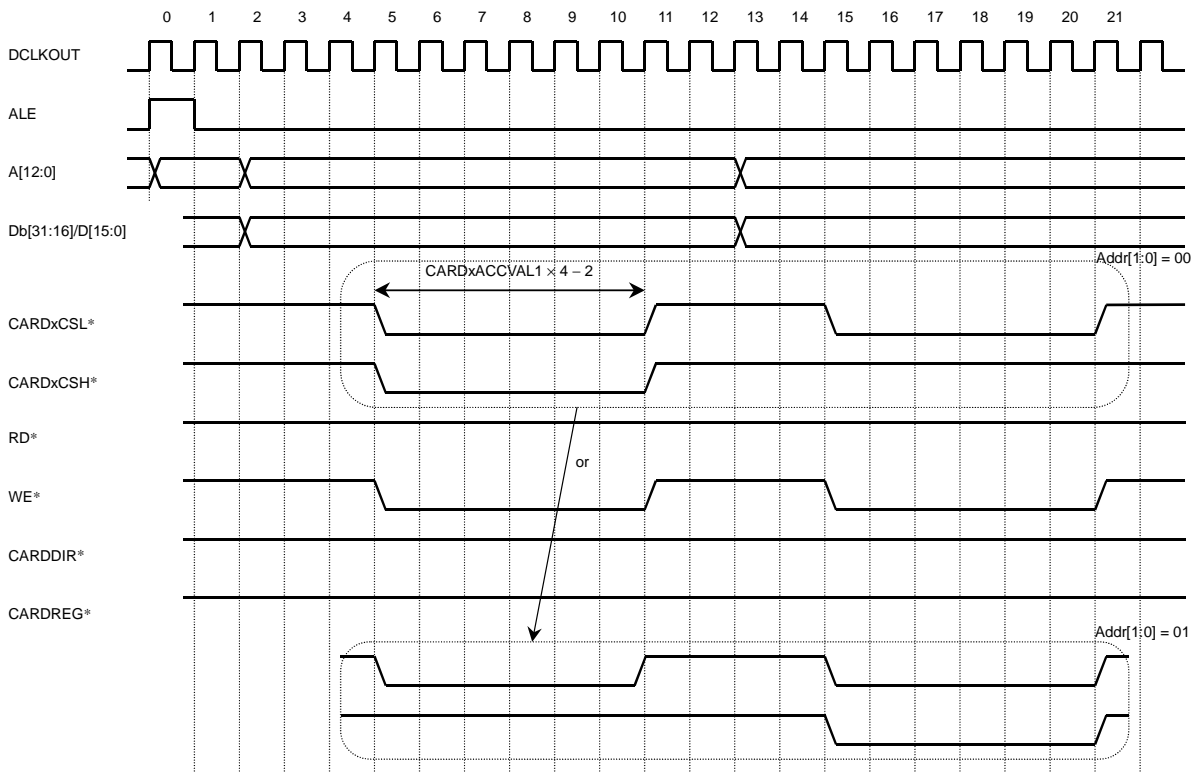 0 1 2 3 4 5 6 7 8 9 10 11 12 13 14 15 16 17 18 19 20 21
DCLKOUT
ALE
A[12:0]
Db[31:16]/D[15:0]
Addr[1:0] = 00
CARDxACCVAL1 × 4 − 2
CARDxCSL*
CARDxCSH*
RD*
or
WE*
CARDDIR*
CARDREG*
Addr[1:0] = 01